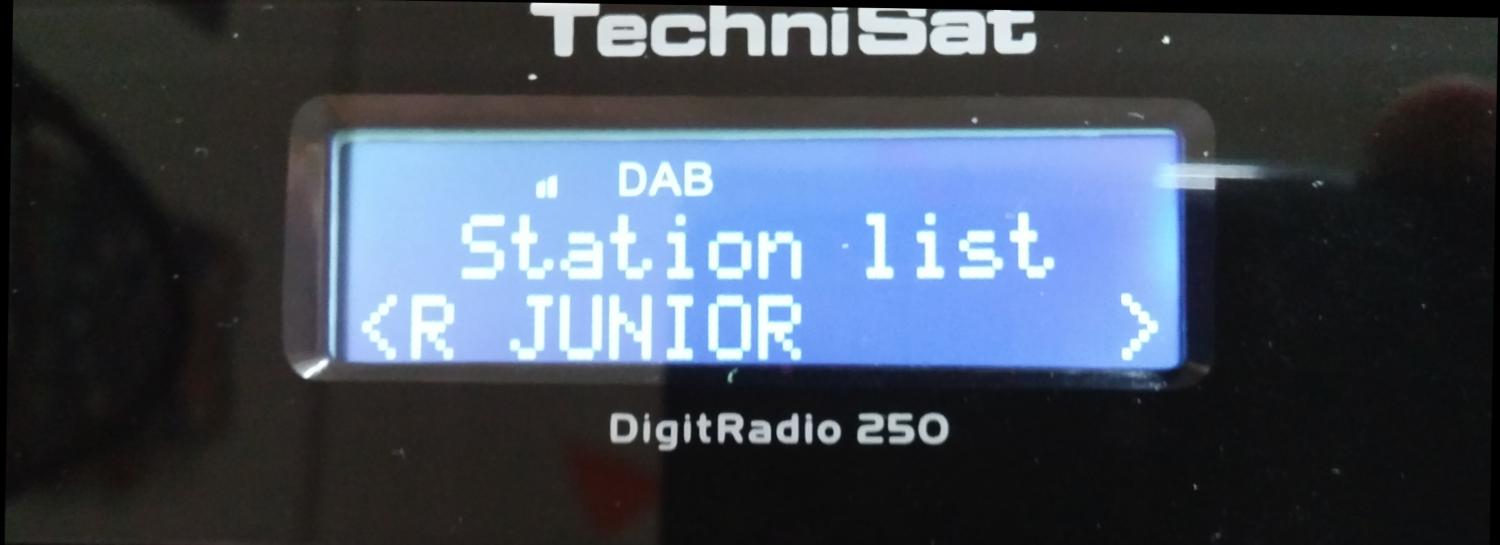 TechniSat
DAB
Station list
<R JUNIOR >
DigitRadio 250